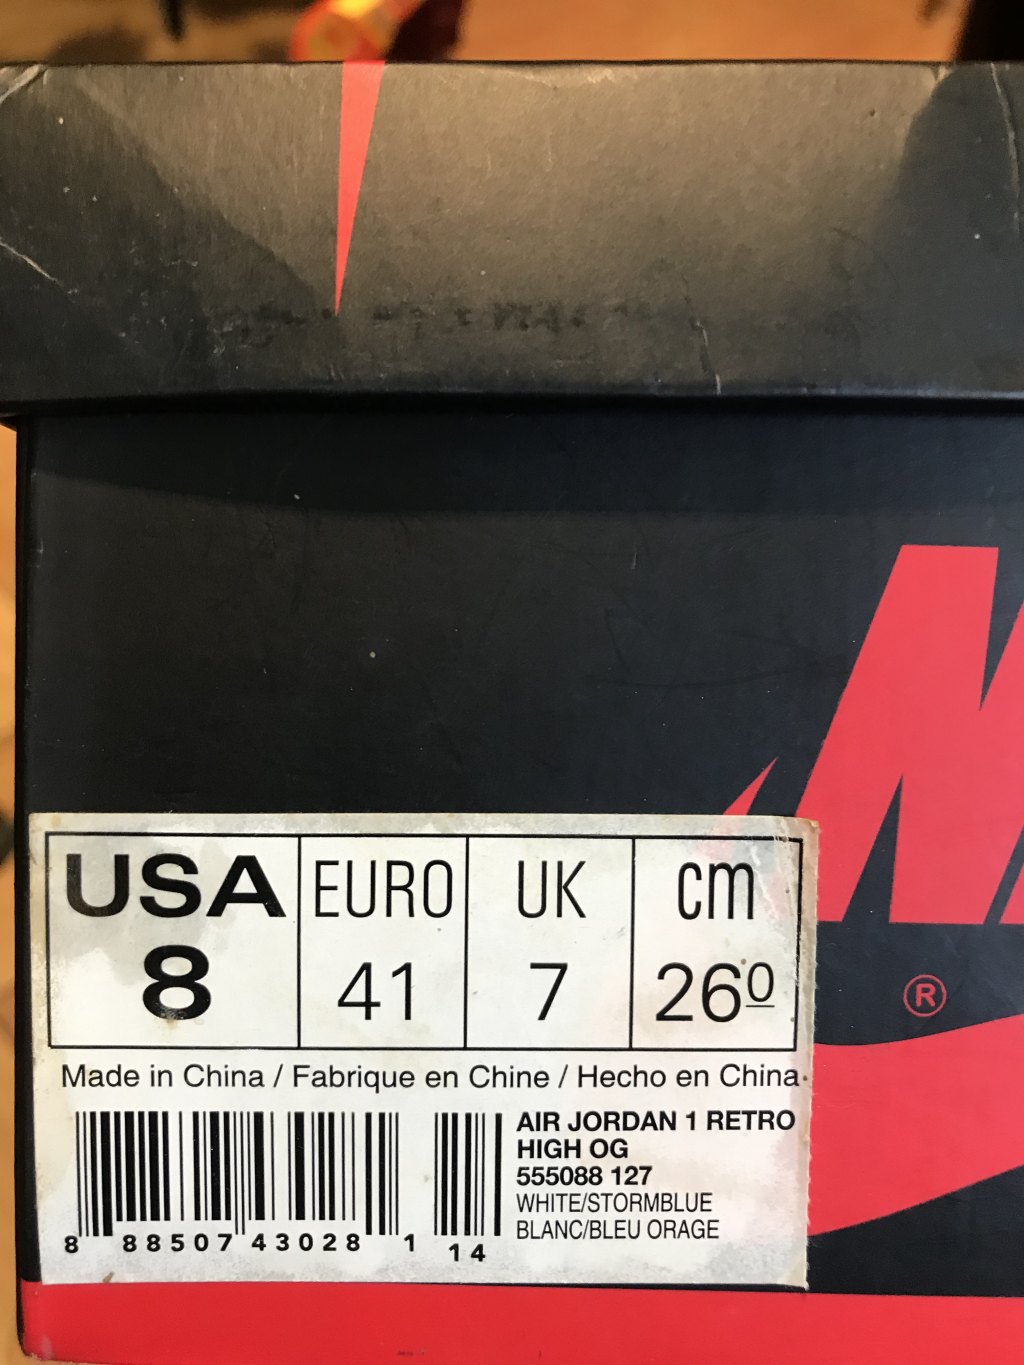 USA EURO UK cm
8 41 7 26⁰
Made in China / Fabrique en Chine / Hecho en China
AIR JORDAN 1 RETRO
HIGH OG
555088 127
WHITE/STORMBLUE
BLANC/BLEU ORAGE
8 88507 43028 1 14
®